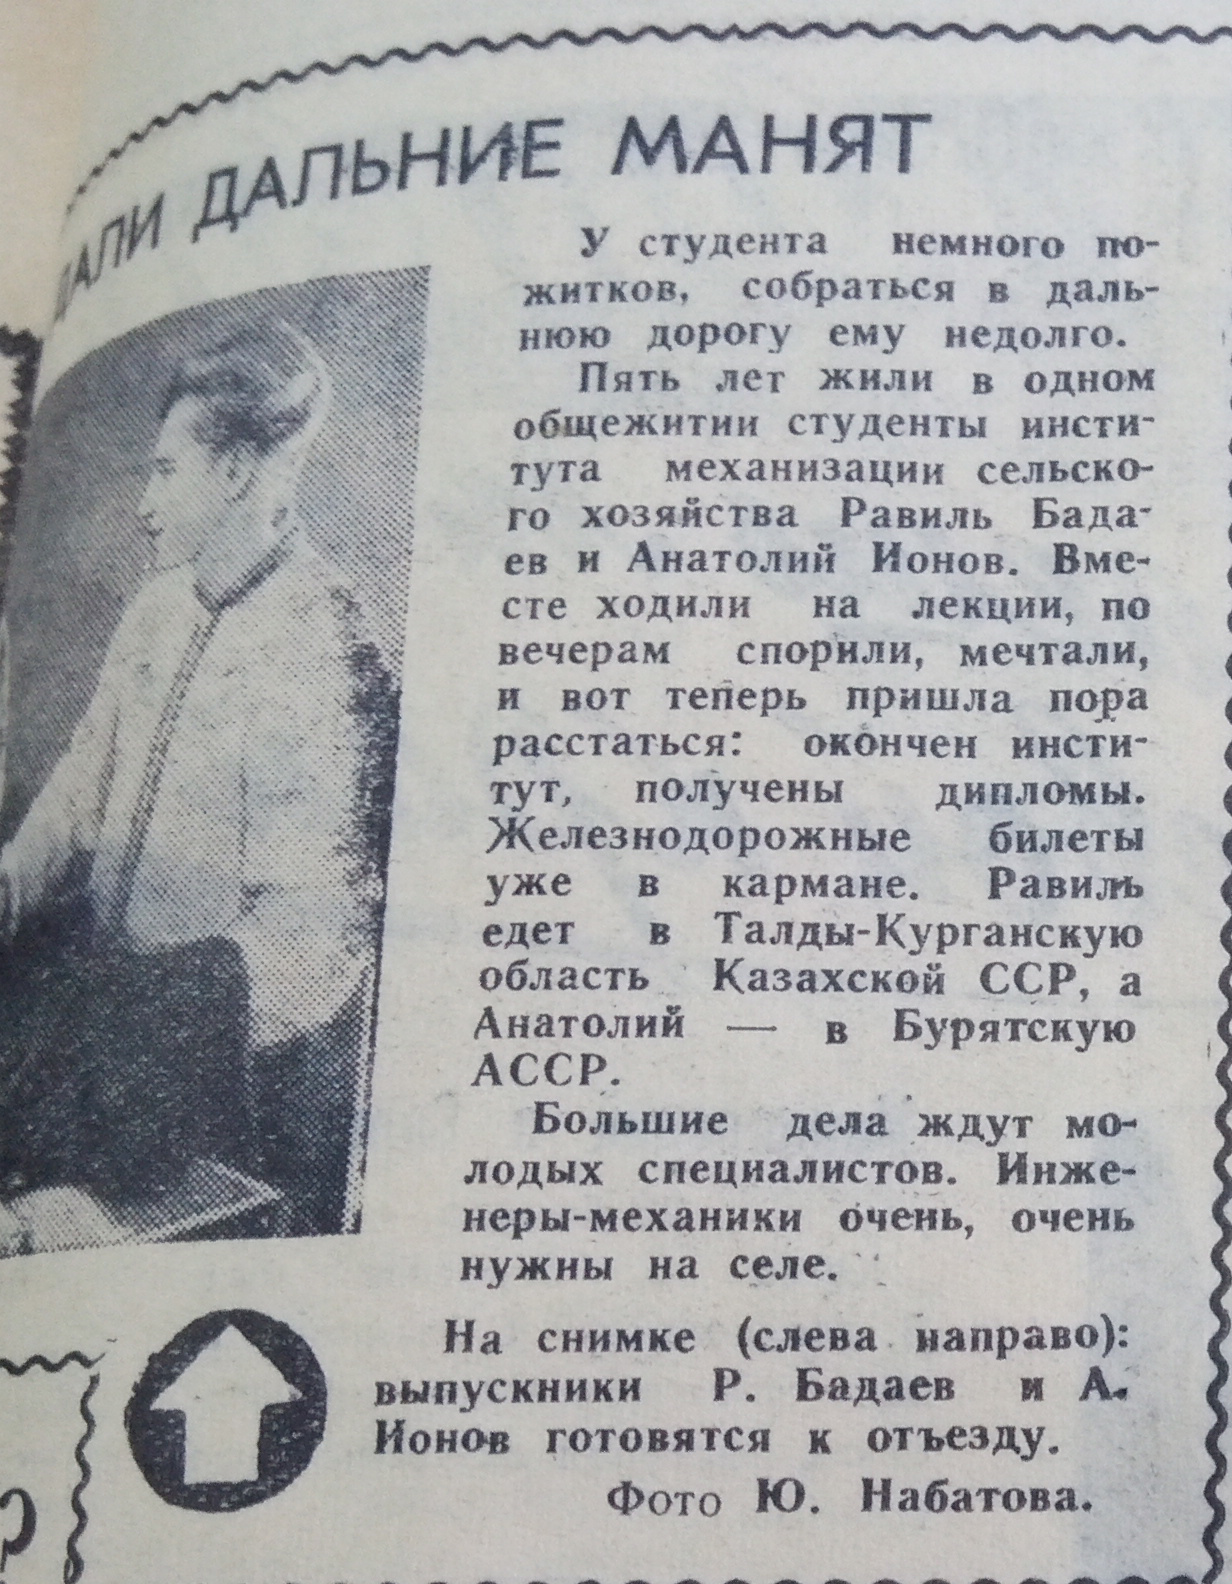 ДАЛИ ДАЛЬНИЕ МАНЯТ
У студента немного по-
житков, собраться в даль-
нюю дорогу ему недолго.
Пять лет жили в одном
общежитии студенты инсти-
тута механизации сельско-
го хозяйства Равиль Бада-
ев и Анатолий Ионов. Вме-
сте ходили на лекции, по
вечерам спорили, мечтали,
и вот теперь пришла пора
расстаться: окончен инсти-
тут, получены дипломы.
Железнодорожные билеты
уже в кармане. Равиль
едет в Талды-Курганскую
область Казахской ССР, а
Анатолий — в Бурятскую
АССР.
Большие дела ждут мо-
лодых специалистов. Инже-
неры-механики очень, очень
нужны на селе.
На снимке (слева направо):
выпускники Р. Бадаев и А.
Ионов готовятся к отъезду.
Фото Ю. Набатова.